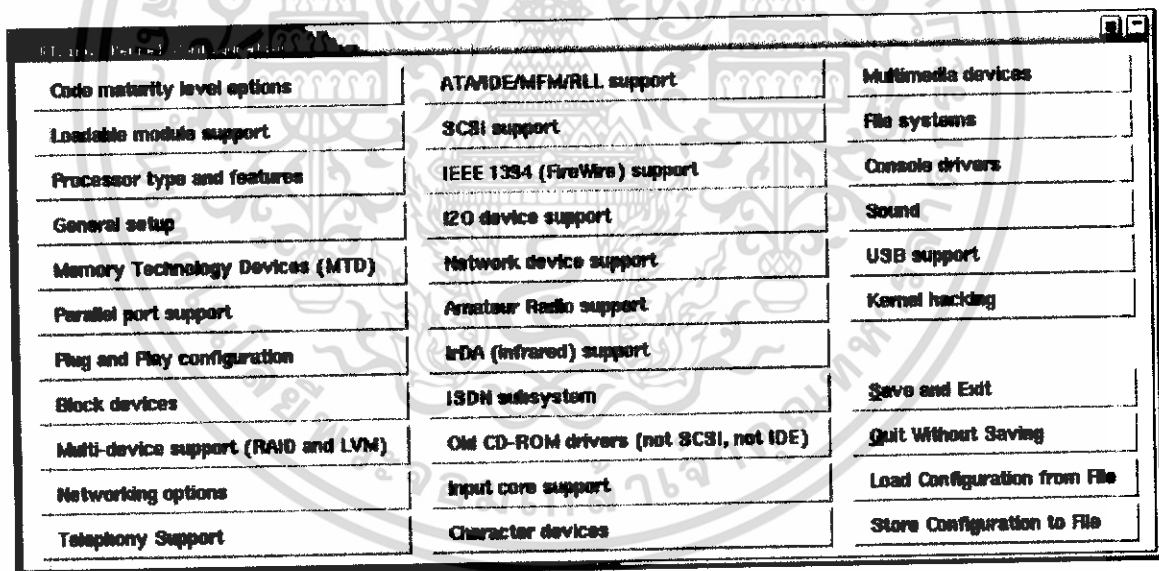 Code maturity level options
Loadable module support
Processor type and features
General setup
Memory Technology Devices (MTD)
Parallel port support
Plug and Play configuration
Block devices
Multi-device support (RAID and LVM)
Networking options
Telephony Support
ATA/IDE/MFM/RLL support
SCSI support
IEEE 1394 (FireWire) support
I2O device support
Network device support
Amateur Radio support
IrDA (infrared) support
ISDN subsystem
Old CD-ROM drivers (not SCSI, not IDE)
Input core support
Character devices
Multimedia devices
File systems
Console drivers
Sound
USB support
Kernel hacking
Save and Exit
Quit Without Saving
Load Configuration from File
Store Configuration to File